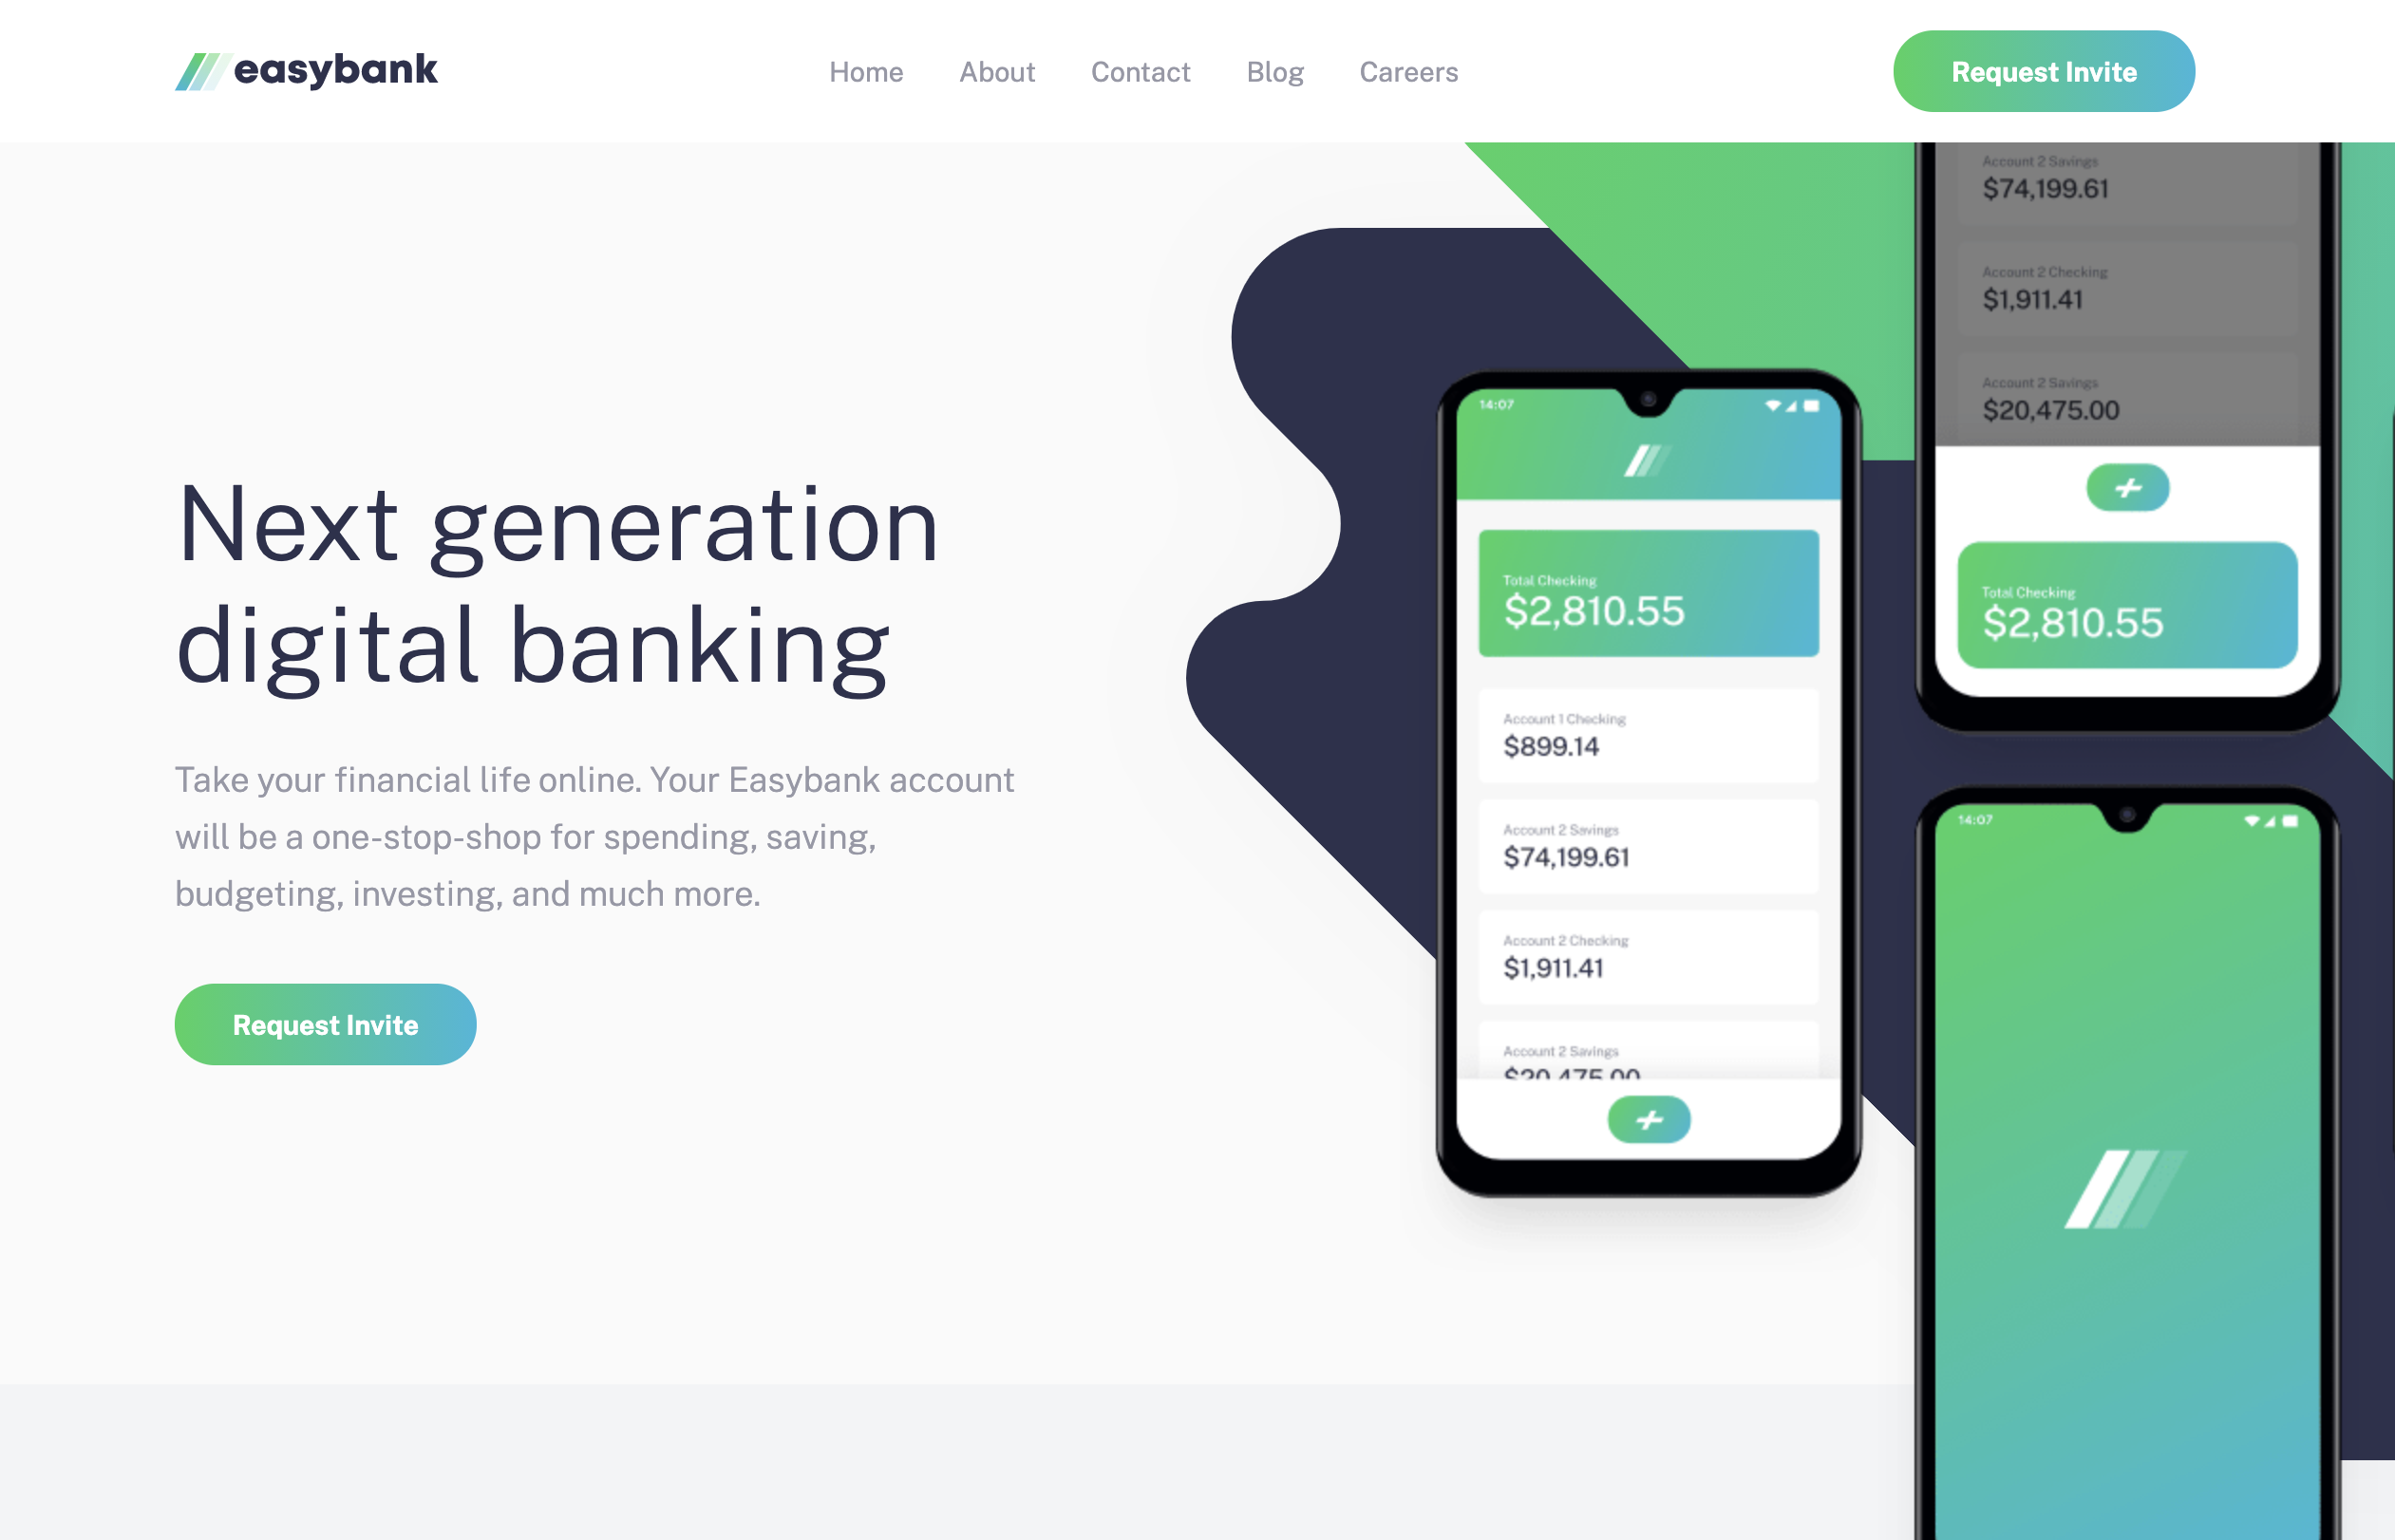 easybank
Home
About
Contact
Blog
Careers
Request Invite
Next generation
digital banking
Take your financial life online. Your Easybank account
will be a one-stop-shop for spending, saving,
budgeting, investing, and much more.
Request Invite
14:07
Total Checking
$2,810.55
Account 1 Checking
$899.14
Account 2 Savings
$74,199.61
Account 2 Checking
$1,911.41
Account 2 Savings
$20,475.00
Account 2 Savings
$74,199.61
Account 2 Checking
$1,911.41
Account 2 Savings
$20,475.00
Total Checking
$2,810.55
14:07